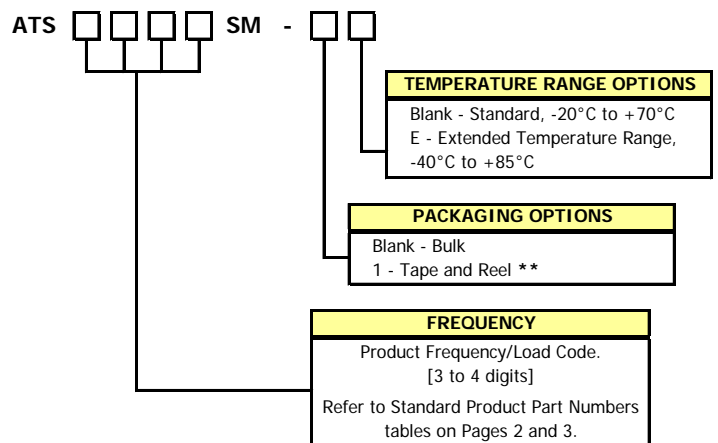 ATS SM -
TEMPERATURE RANGE OPTIONS
Blank - Standard, -20°C to +70°C
E - Extended Temperature Range,
-40°C to +85°C
PACKAGING OPTIONS
Blank - Bulk
1 - Tape and Reel **
FREQUENCY
Product Frequency/Load Code.
[3 to 4 digits]
Refer to Standard Product Part Numbers
tables on Pages 2 and 3.